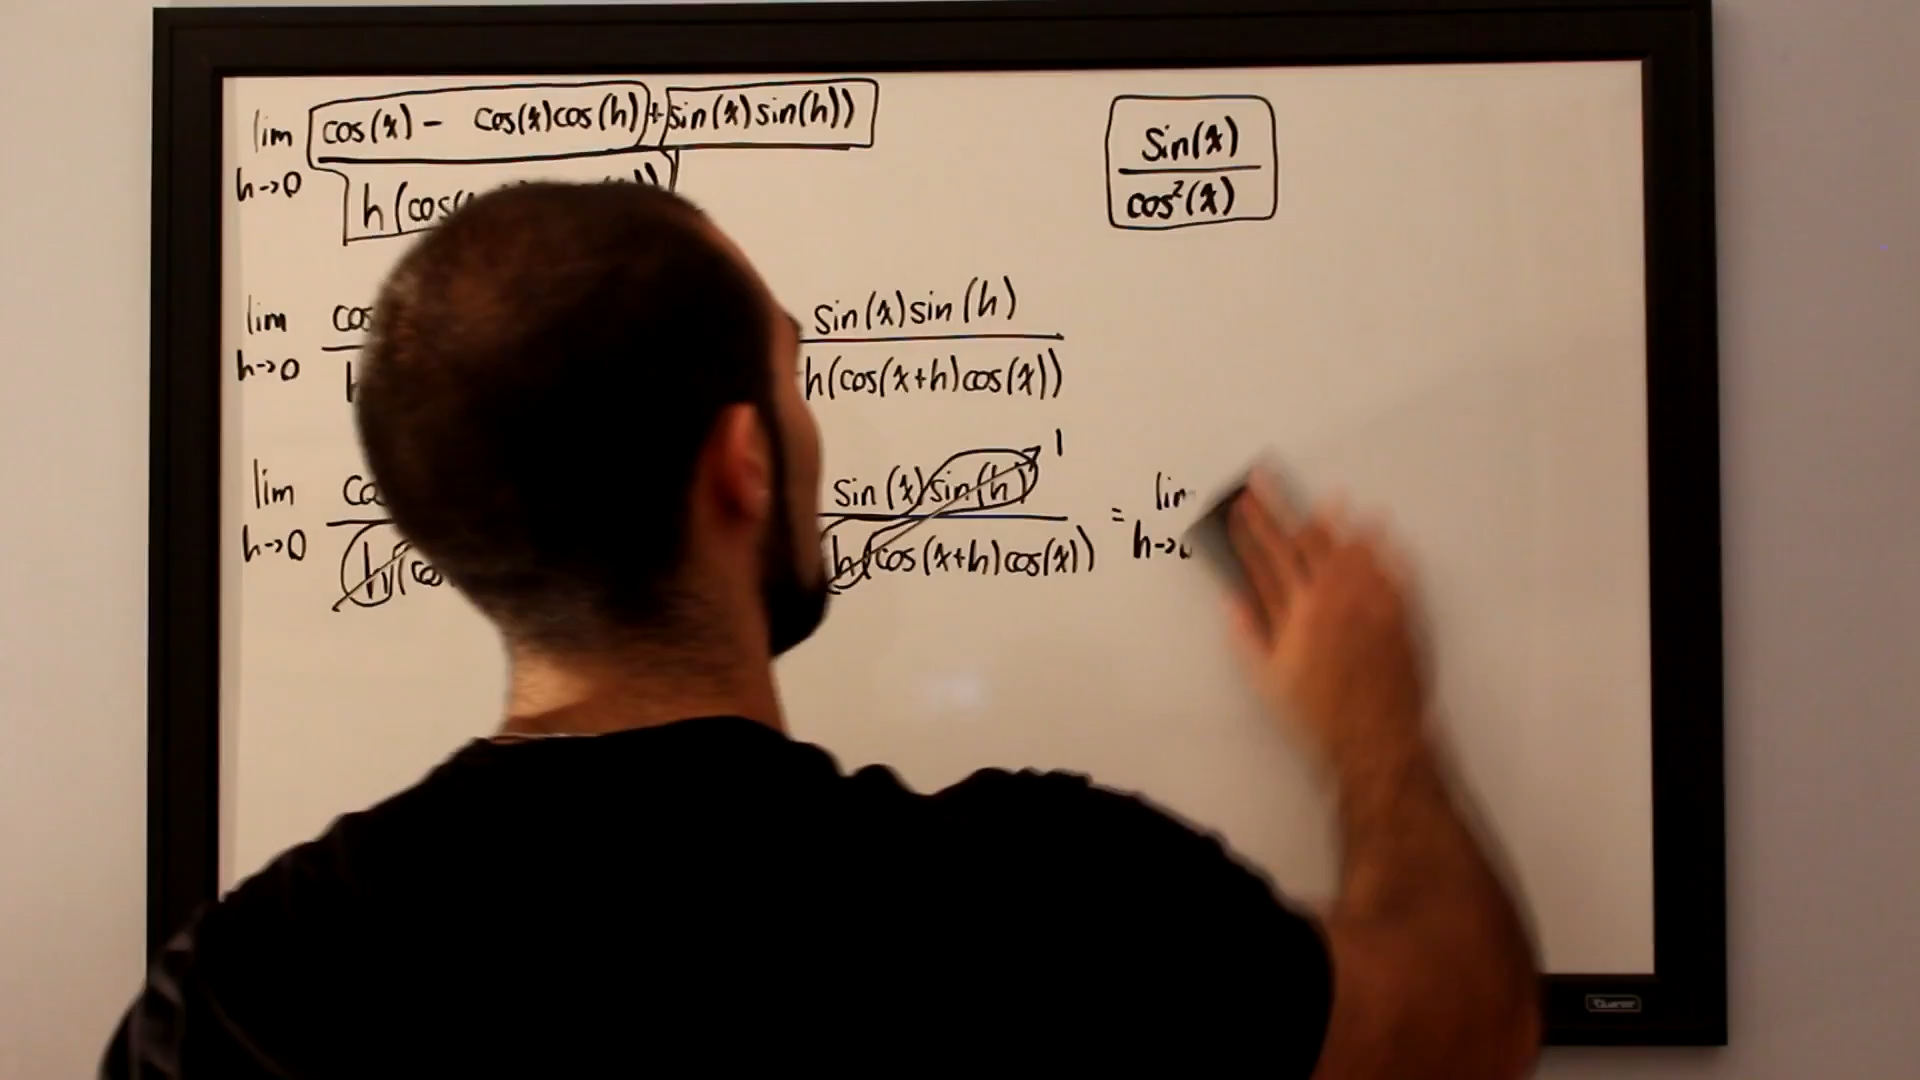 lim cos(x) - cos(x)cos(h) + sin(x)sin(h))
h→0 h(cos(
sin(x)
cos²(x)
lim cos sin(x)sin(h)
h→0 h h(cos(x+h)cos(x))
lim sin(x)sin(h) 1
h→0 h(h(cos(x+h)cos(x))
= lim
h→0
Quartet